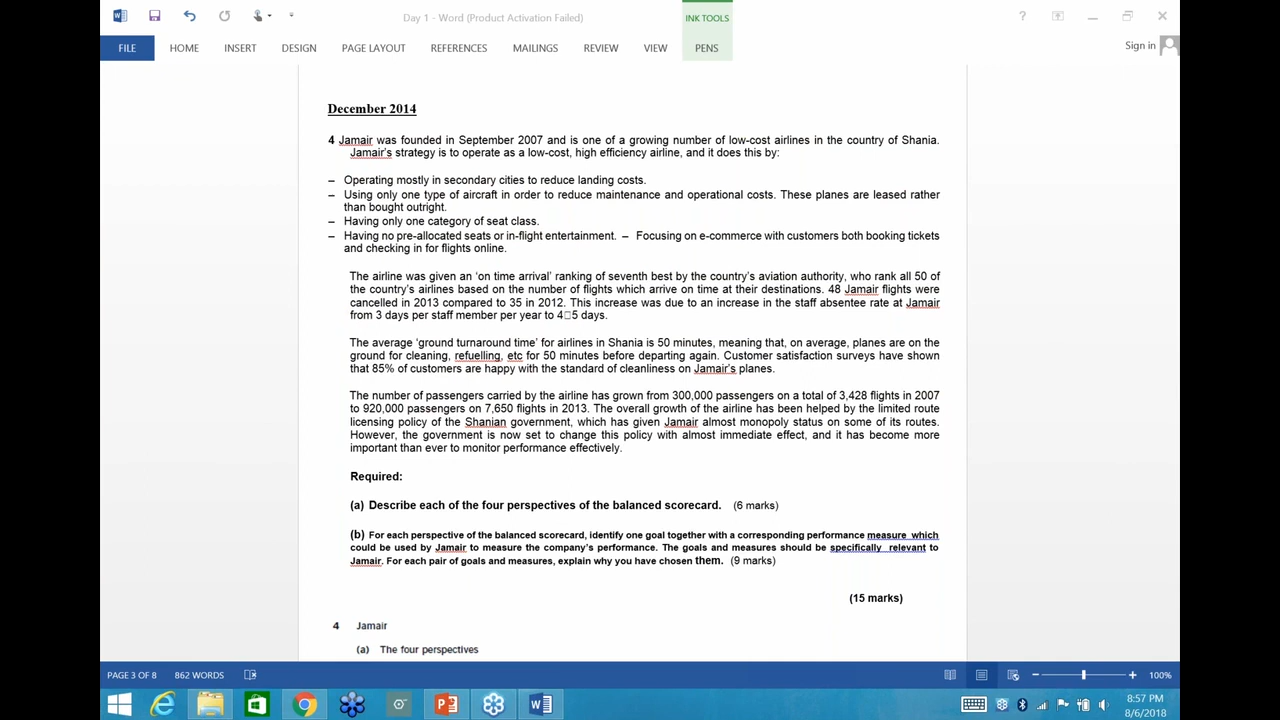 Day 1 - Word (Product Activation Failed)
INK TOOLS
?
FILE
HOME
INSERT
DESIGN
PAGE LAYOUT
REFERENCES
MAILINGS
REVIEW
VIEW
PENS
Sign in
December 2014
4 Jamair was founded in September 2007 and is one of a growing number of low-cost airlines in the country of Shania.
Jamair's strategy is to operate as a low-cost, high efficiency airline, and it does this by:
– Operating mostly in secondary cities to reduce landing costs.
– Using only one type of aircraft in order to reduce maintenance and operational costs. These planes are leased rather
than bought outright.
– Having only one category of seat class.
– Having no pre-allocated seats or in-flight entertainment. – Focusing on e-commerce with customers both booking tickets
and checking in for flights online.
The airline was given an 'on time arrival' ranking of seventh best by the country's aviation authority, who rank all 50 of
the country's airlines based on the number of flights which arrive on time at their destinations. 48 Jamair flights were
cancelled in 2013 compared to 35 in 2012. This increase was due to an increase in the staff absentee rate at Jamair
from 3 days per staff member per year to 4□5 days.
The average 'ground turnaround time' for airlines in Shania is 50 minutes, meaning that, on average, planes are on the
ground for cleaning, refuelling, etc for 50 minutes before departing again. Customer satisfaction surveys have shown
that 85% of customers are happy with the standard of cleanliness on Jamair's planes.
The number of passengers carried by the airline has grown from 300,000 passengers on a total of 3,428 flights in 2007
to 920,000 passengers on 7,650 flights in 2013. The overall growth of the airline has been helped by the limited route
licensing policy of the Shanian government, which has given Jamair almost monopoly status on some of its routes.
However, the government is now set to change this policy with almost immediate effect, and it has become more
important than ever to monitor performance effectively.
Required:
(a) Describe each of the four perspectives of the balanced scorecard. (6 marks)
(b) For each perspective of the balanced scorecard, identify one goal together with a corresponding performance measure which
could be used by Jamair to measure the company's performance. The goals and measures should be specifically relevant to
Jamair. For each pair of goals and measures, explain why you have chosen them. (9 marks)
(15 marks)
4 Jamair
(a) The four perspectives
PAGE 3 OF 8
862 WORDS
100%
8:57 PM
8/6/2018